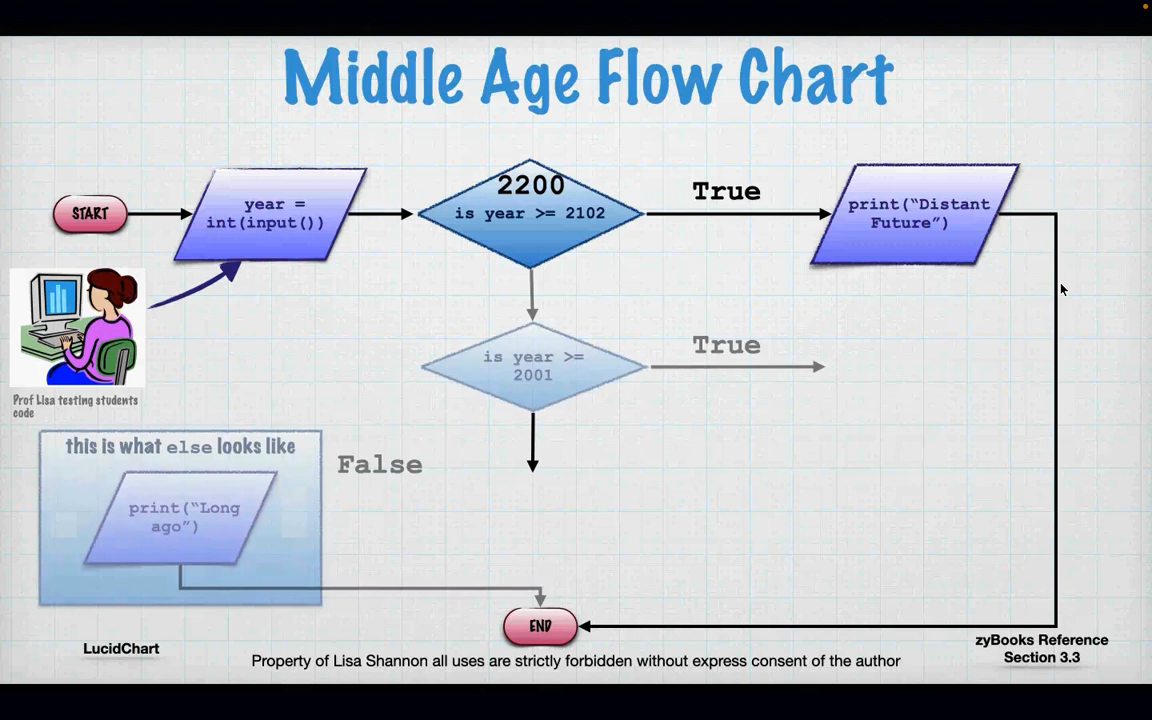 Middle Age Flow Chart
START
year =
int(input())
2200
is year >= 2102
True
print(“Distant
Future”)
is year >=
2001
True
Prof Lisa testing students
code
this is what else looks like
False
print(“Long
ago”)
END
LucidChart
Property of Lisa Shannon all uses are strictly forbidden without express consent of the author
zyBooks Reference
Section 3.3